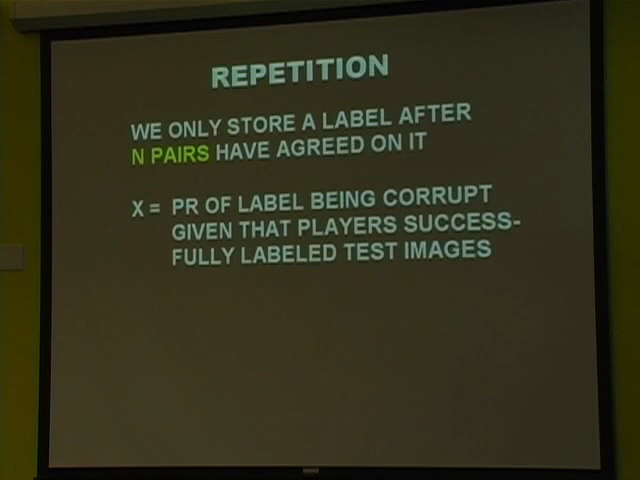 REPETITION
WE ONLY STORE A LABEL AFTER
N PAIRS HAVE AGREED ON IT
X = PR OF LABEL BEING CORRUPT
GIVEN THAT PLAYERS SUCCESS-
FULLY LABELED TEST IMAGES